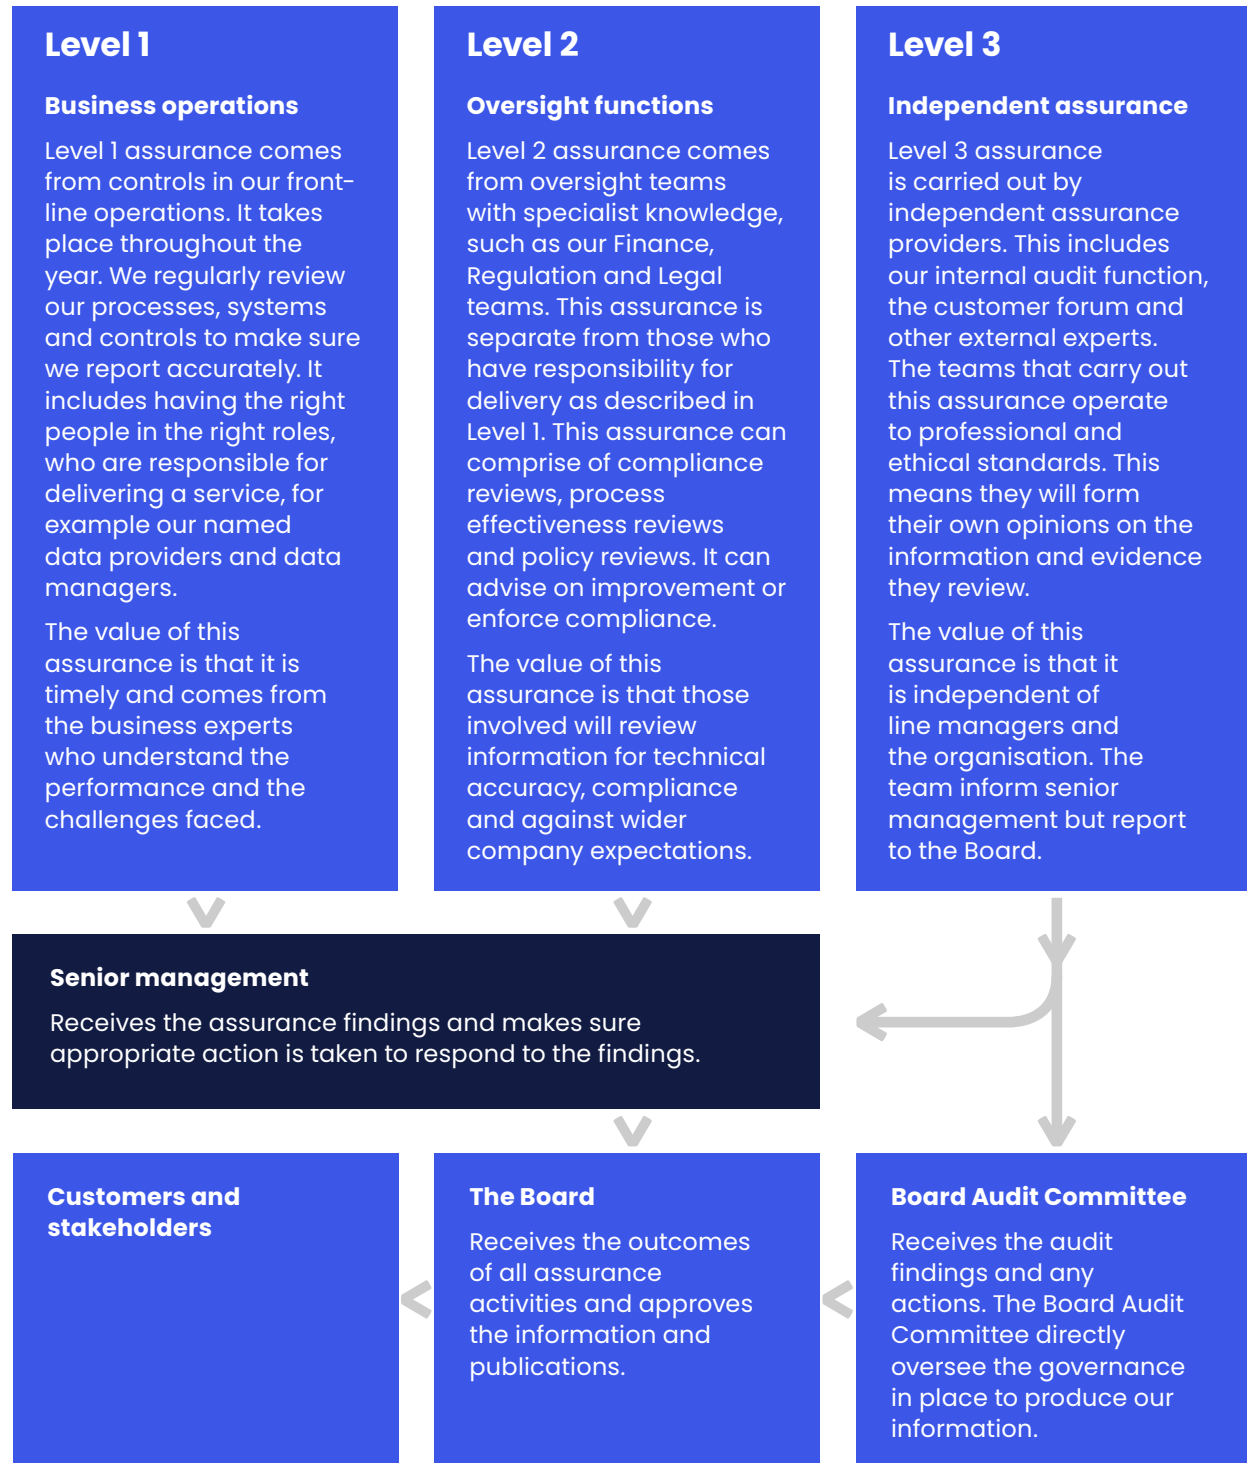 Level 1
Business operations
Level 1 assurance comes
from controls in our front-
line operations. It takes
place throughout the
year. We regularly review
our processes, systems
and controls to make sure
we report accurately. It
includes having the right
people in the right roles,
who are responsible for
delivering a service, for
example our named
data providers and data
managers.
The value of this
assurance is that it is
timely and comes from
the business experts
who understand the
performance and the
challenges faced.
Level 2
Oversight functions
Level 2 assurance comes
from oversight teams
with specialist knowledge,
such as our Finance,
Regulation and Legal
teams. This assurance is
separate from those who
have responsibility for
delivery as described in
Level 1. This assurance can
comprise of compliance
reviews, process
effectiveness reviews
and policy reviews. It can
advise on improvement or
enforce compliance.
The value of this
assurance is that those
involved will review
information for technical
accuracy, compliance
and against wider
company expectations.
Level 3
Independent assurance
Level 3 assurance
is carried out by
independent assurance
providers. This includes
our internal audit function,
the customer forum and
other external experts.
The teams that carry out
this assurance operate
to professional and
ethical standards. This
means they will form
their own opinions on the
information and evidence
they review.
The value of this
assurance is that it
is independent of
line managers and
the organisation. The
team inform senior
management but report
to the Board.
Senior management
Receives the assurance findings and makes sure
appropriate action is taken to respond to the findings.
Customers and
stakeholders
The Board
Receives the outcomes
of all assurance
activities and approves
the information and
publications.
Board Audit Committee
Receives the audit
findings and any
actions. The Board Audit
Committee directly
oversee the governance
in place to produce our
information.